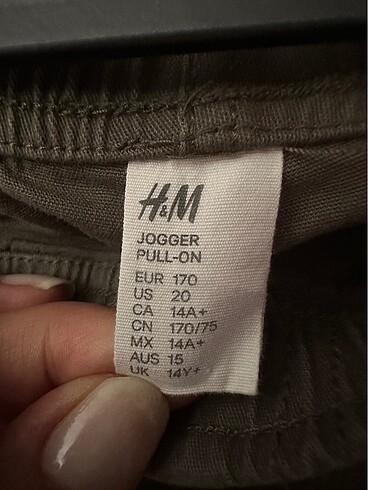 H&M
JOGGER
PULL-ON
EUR 170
US 20
CA 14A+
CN 170/75
MX 14A+
AUS 15
UK 14Y+